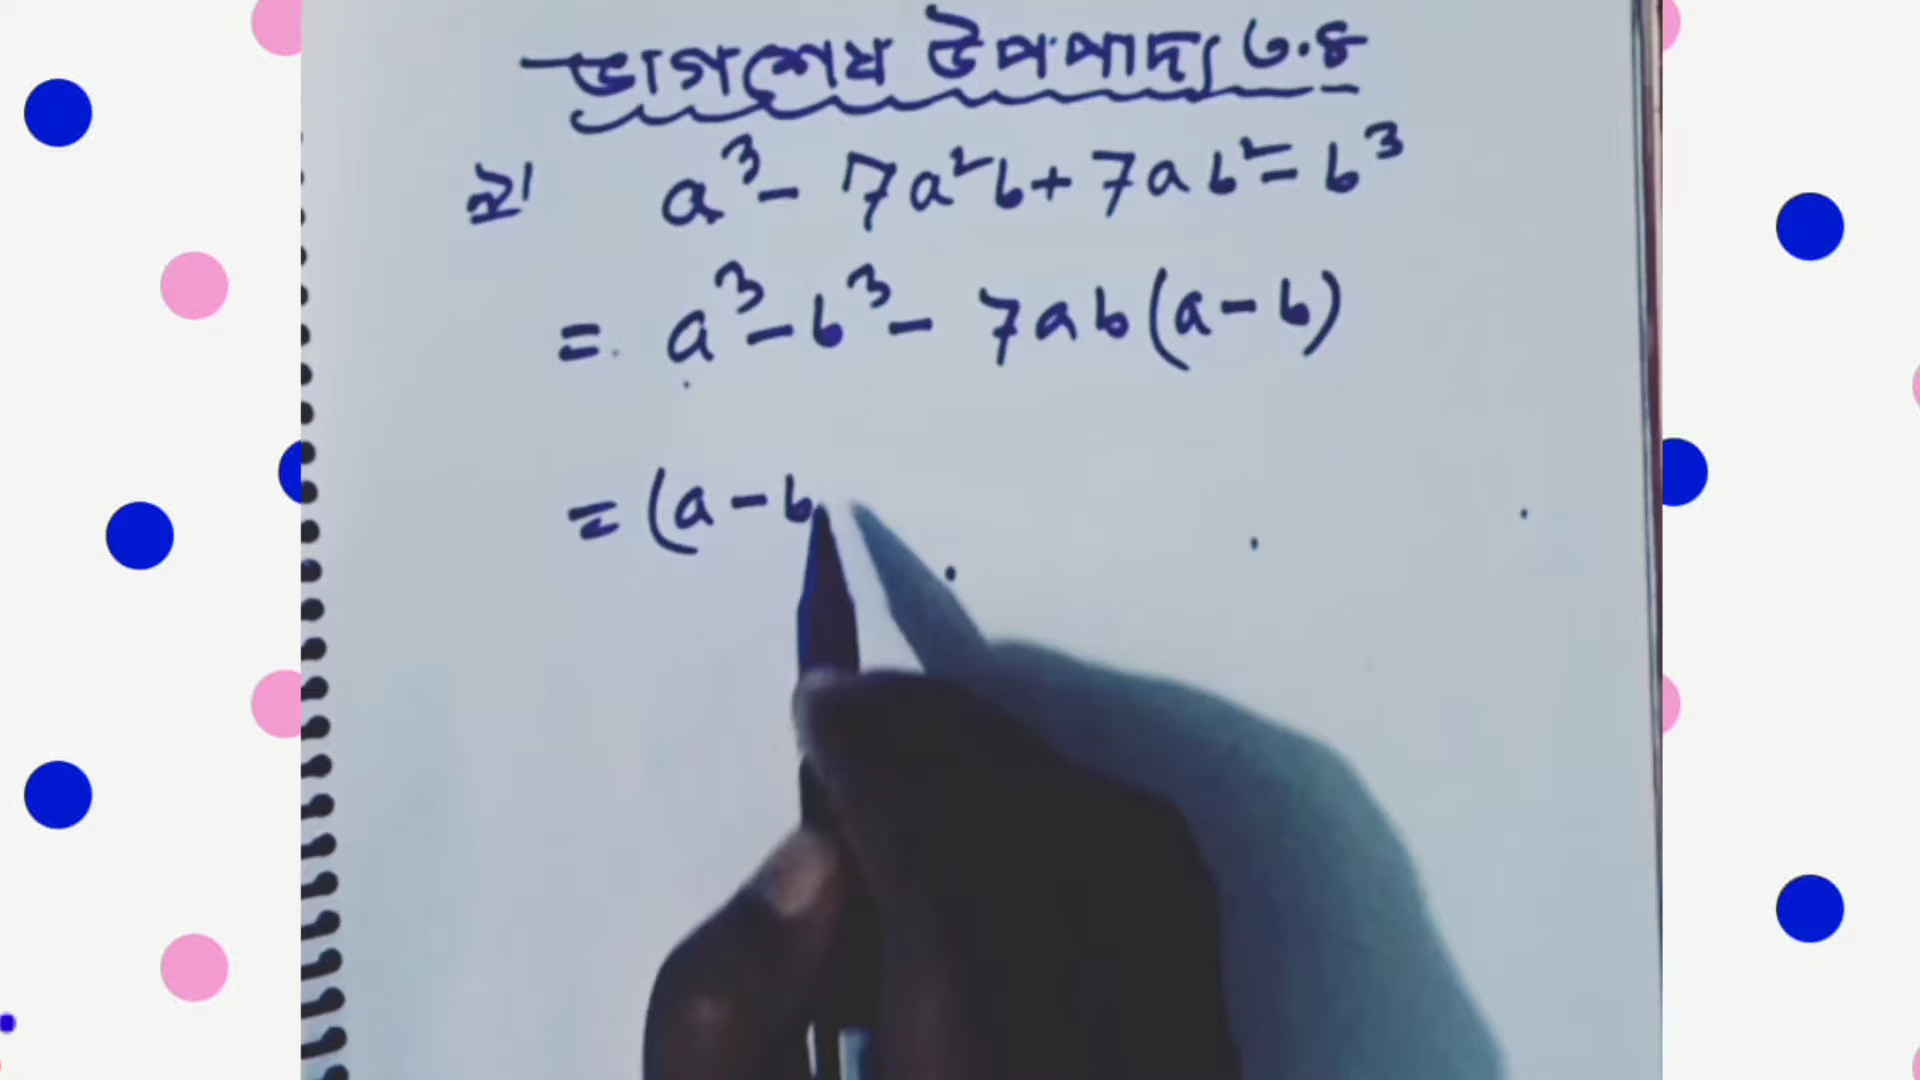 ভাগশেষ উপপাদ্য ৩.৪
২। a³ - 7a²b + 7ab² - b³
= a³ - b³ - 7ab(a - b)
= (a - b